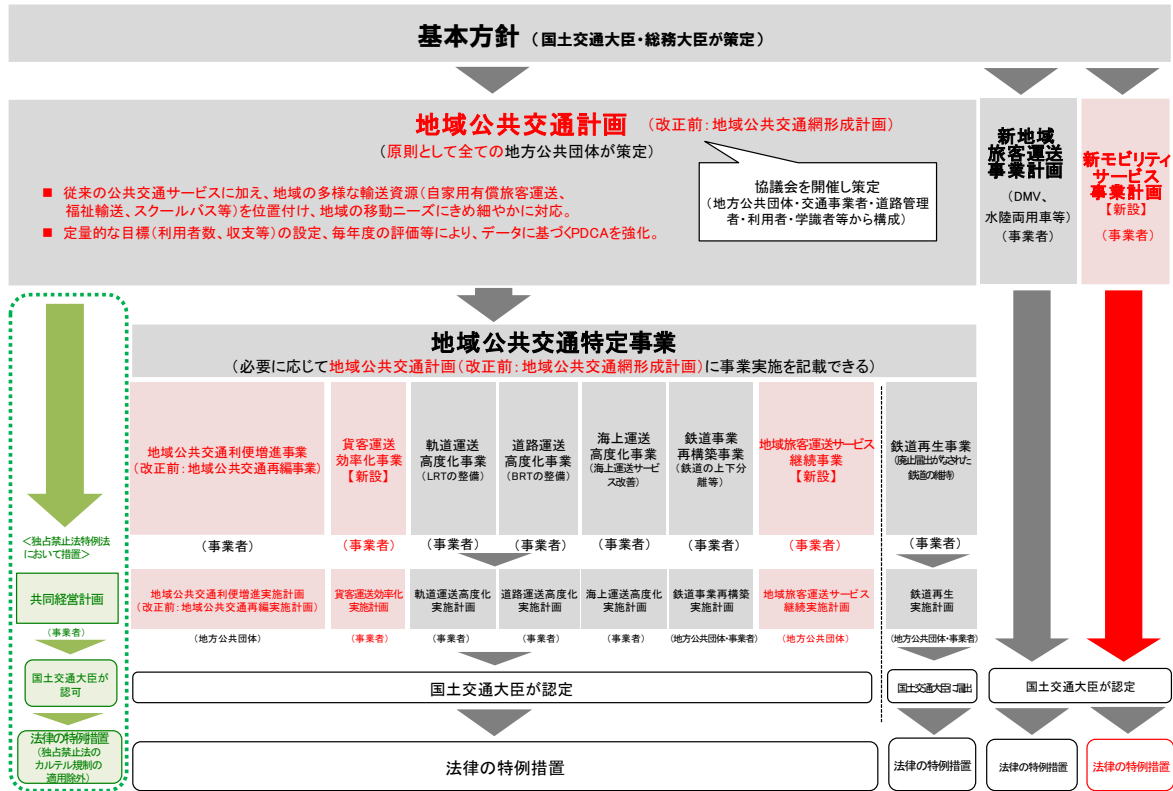 基本方針 (国土交通大臣・総務大臣が策定)
地域公共交通計画 (改正前:地域公共交通網形成計画)
(原則として全ての地方公共団体が策定)
■ 従来の公共交通サービスに加え、地域の多様な輸送資源(自家用有償旅客運送、
福祉輸送、スクールバス等)を位置付け、地域の移動ニーズにきめ細やかに対応。
■ 定量的な目標(利用者数、収支等)の設定、毎年度の評価等により、データに基づくPDCAを強化。
協議会を開催し策定
(地方公共団体・交通事業者・道路管理
者・利用者・学識者等から構成)
新地域
旅客運送
事業計画
(DMV、
水陸両用車等)
(事業者)
新モビリティ
サービス
事業計画
【新設】
(事業者)
地域公共交通特定事業
(必要に応じて地域公共交通計画(改正前:地域公共交通網形成計画)に事業実施を記載できる)
地域公共交通利便増進事業
(改正前:地域公共交通再編事業)
(事業者)
貨客運送
効率化事業
【新設】
(事業者)
軌道運送
高度化事業
(LRTの整備)
(事業者)
道路運送
高度化事業
(BRTの整備)
(事業者)
海上運送
高度化事業
(海上運送サービ
ス改善)
(事業者)
鉄道事業
再構築事業
(鉄道の上下分
離等)
(事業者)
地域旅客運送サービス
継続事業
【新設】
(事業者)
鉄道再生事業
(廃止届出がなされた
鉄道の維持)
(事業者)
<独占禁止法特例法
において措置>
共同経営計画
(事業者)
国土交通大臣が
認可
法律の特例措置
(独占禁止法の
カルテル規制の
適用除外)
地域公共交通利便増進実施計画
(改正前:地域公共交通再編実施計画)
(地方公共団体)
貨客運送効率化
実施計画
(事業者)
軌道運送高度化
実施計画
(事業者)
道路運送高度化
実施計画
(事業者)
海上運送高度化
実施計画
(事業者)
鉄道事業再構築
実施計画
(地方公共団体・事業者)
地域旅客運送サービス
継続実施計画
(地方公共団体)
鉄道再生
実施計画
(地方公共団体・事業者)
国土交通大臣が認定
国土交通大臣に届出
国土交通大臣が認定
法律の特例措置
法律の特例措置
法律の特例措置
法律の特例措置